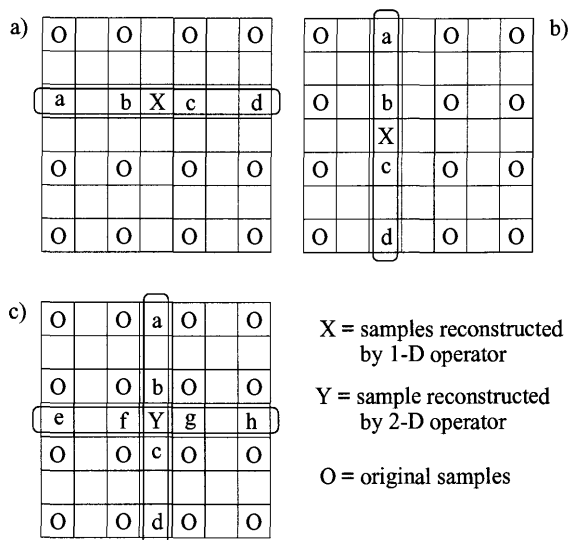 a)
O O O O
a b X c d
O O O O
O O O O
b)
O a O O
O b O O
X
O c O O
O d O O
c)
O O a O O
O O b O O
e f Y g h
O O c O O
O O d O O
X = samples reconstructed
by 1-D operator
Y = sample reconstructed
by 2-D operator
O = original samples